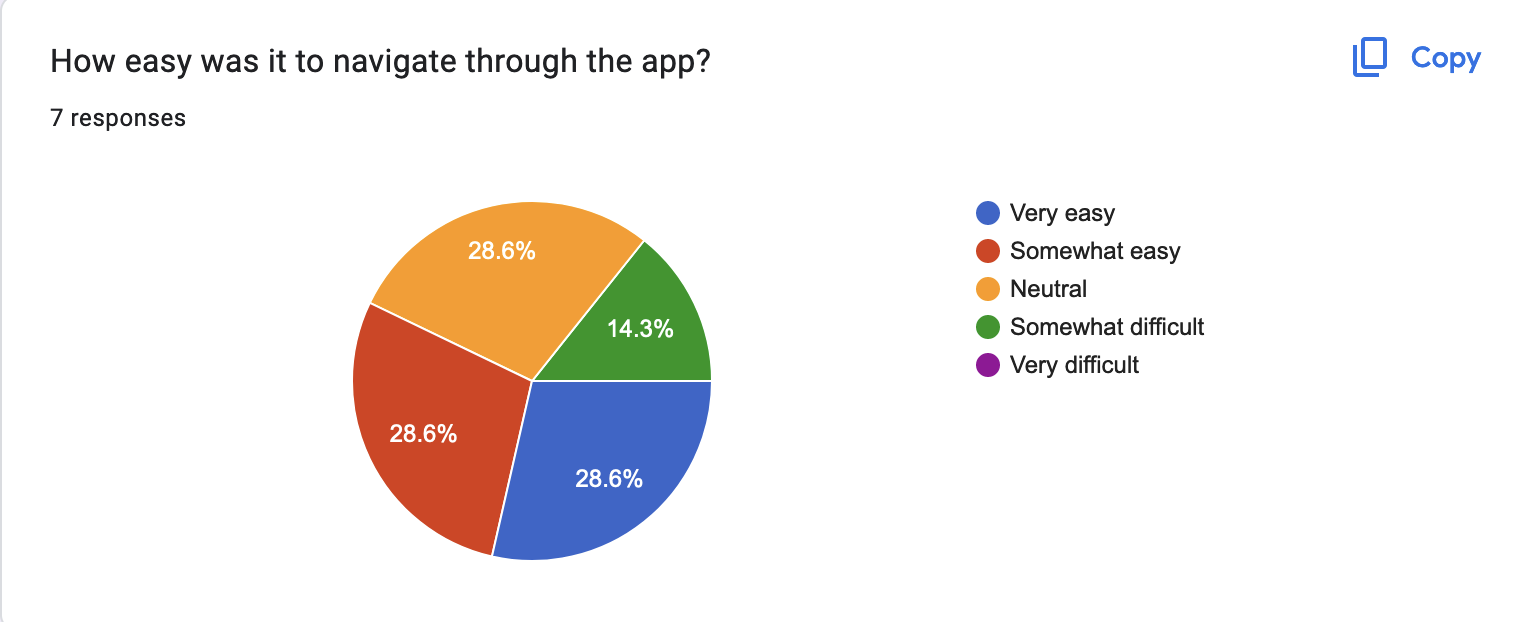 How easy was it to navigate through the app?
Copy
7 responses
28.6%
14.3%
28.6%
28.6%
Very easy
Somewhat easy
Neutral
Somewhat difficult
Very difficult